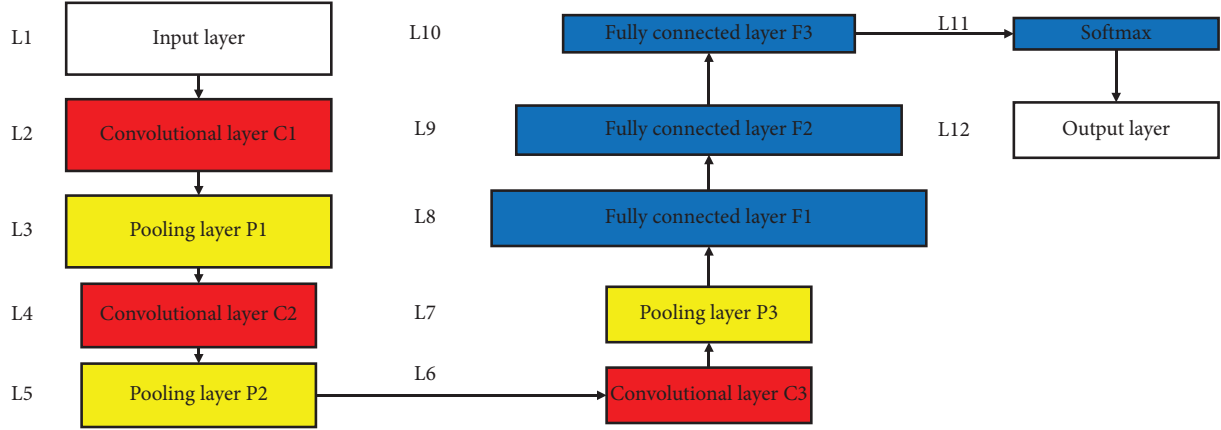 L1
Input layer
L2
Convolutional layer C1
L3
Pooling layer P1
L4
Convolutional layer C2
L5
Pooling layer P2
L6
Convolutional layer C3
L7
Pooling layer P3
L8
Fully connected layer F1
L9
Fully connected layer F2
L10
Fully connected layer F3
L11
Softmax
L12
Output layer